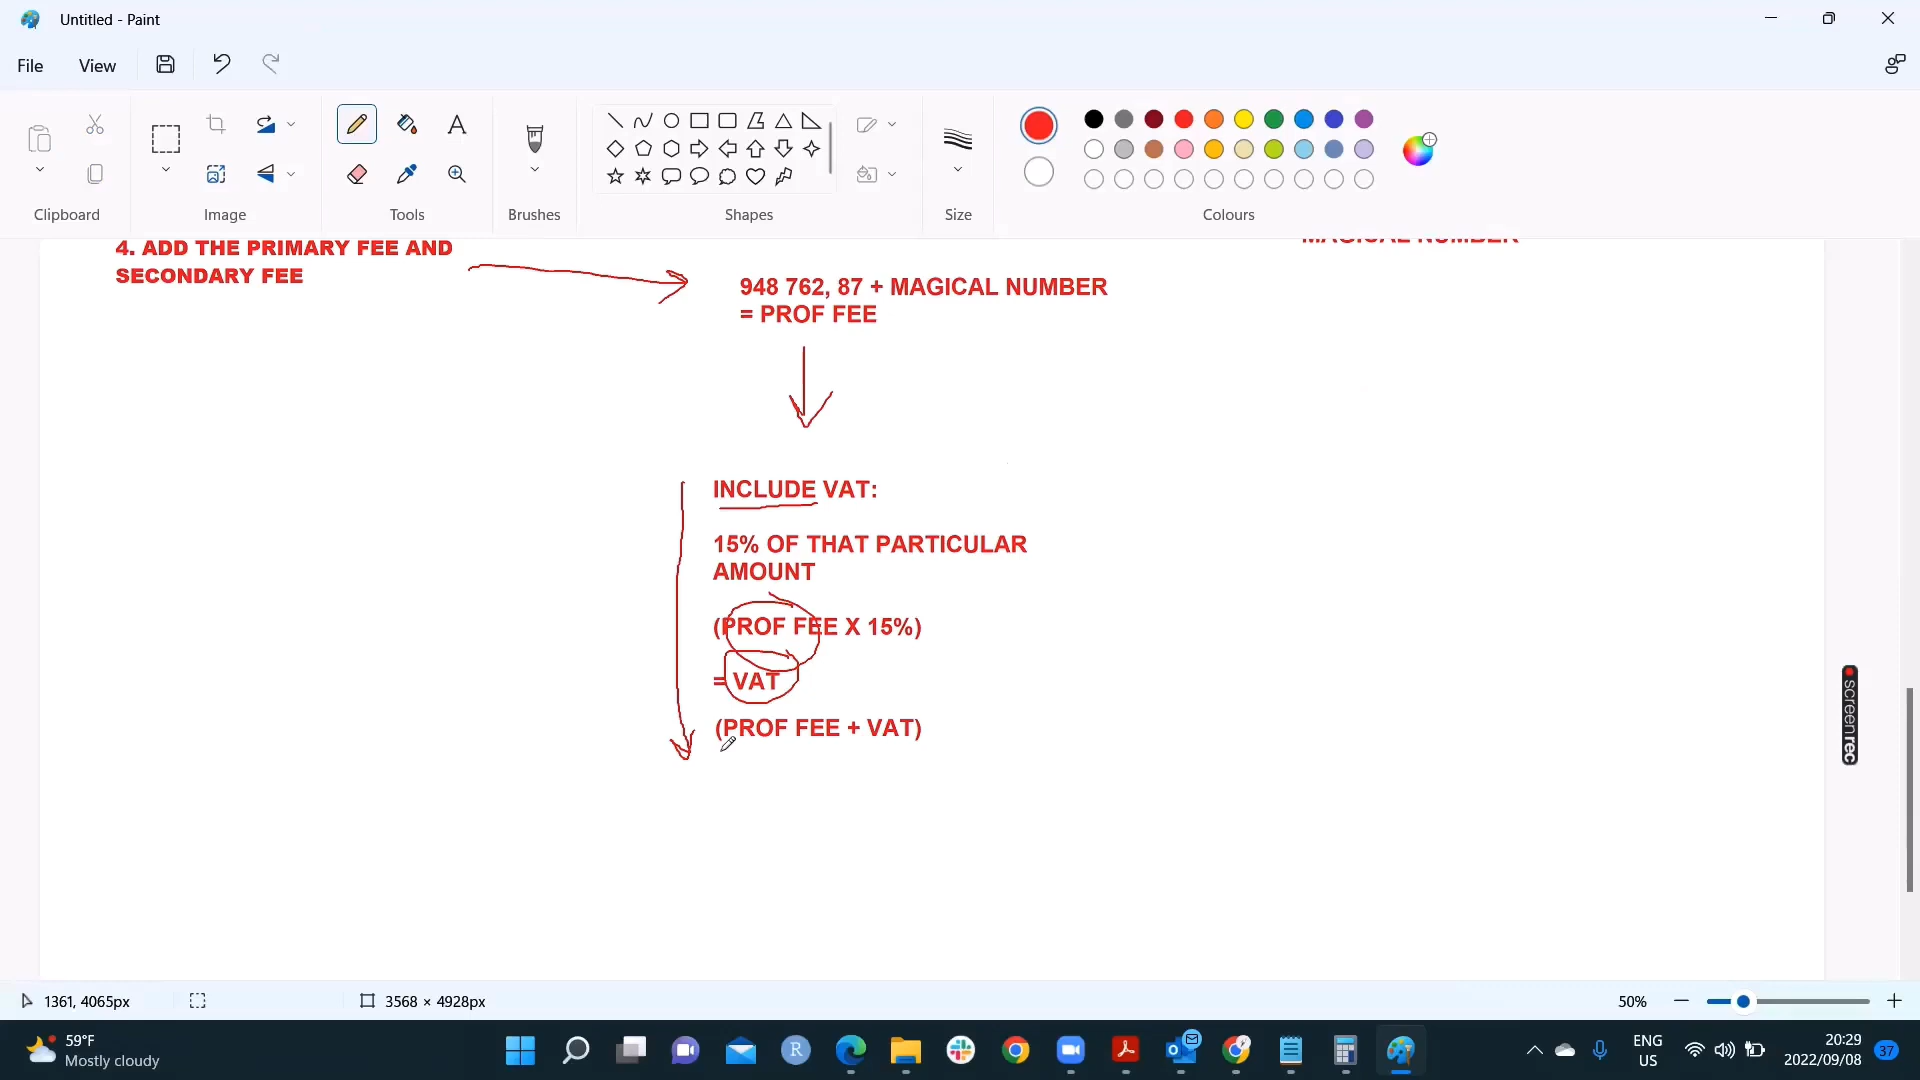 Untitled - Paint
File View
Clipboard
Image
Tools
Brushes
Shapes
Size
Colours
4. ADD THE PRIMARY FEE AND
SECONDARY FEE
MAGICAL NUMBER
948 762, 87 + MAGICAL NUMBER
= PROF FEE
INCLUDE VAT:
15% OF THAT PARTICULAR
AMOUNT
(PROF FEE X 15%)
= VAT
(PROF FEE + VAT)
screenrec
1361, 4065px
3568 × 4928px
50%
59°F
Mostly cloudy
ENG
US
20:29
2022/09/08
37